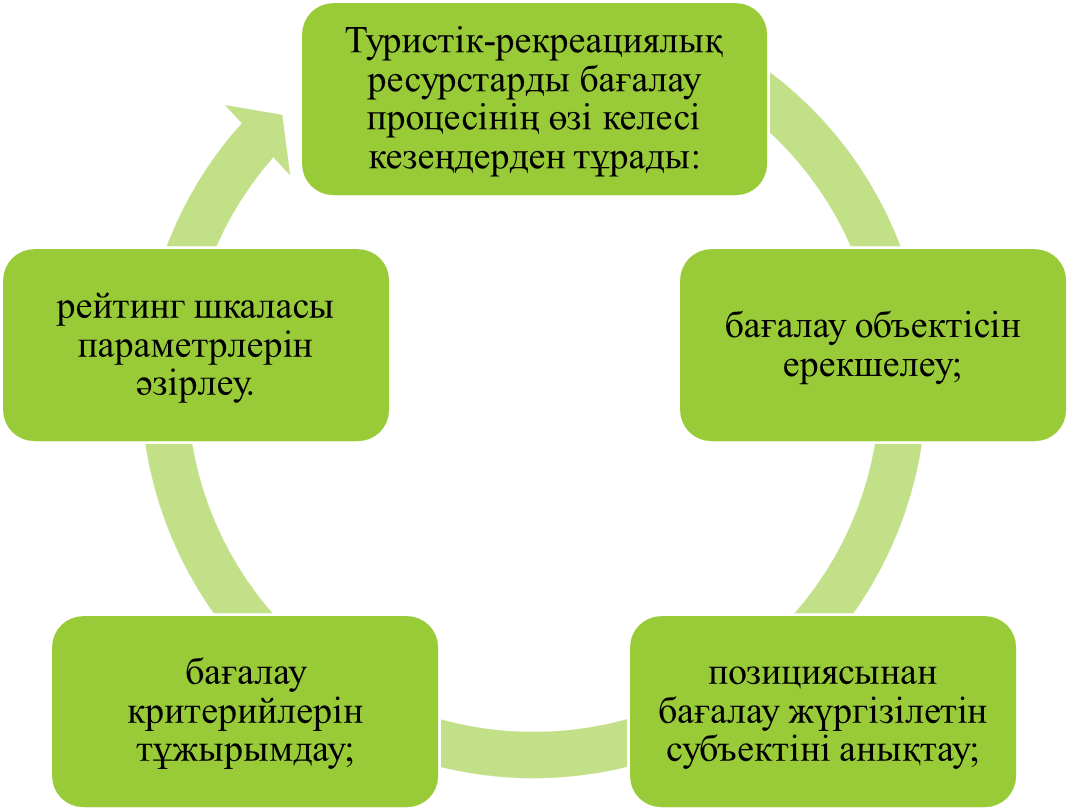 Туристік-рекреациялық
ресурстарды бағалау
процесінің өзі келесі
кезеңдерден тұрады:
бағалау объектісін
ерекшелеу;
позициясынан
бағалау жүргізілетін
субъектіні анықтау;
бағалау
критерийлерін
тұжырымдау;
рейтинг шкаласы
параметрлерін
әзірлеу.